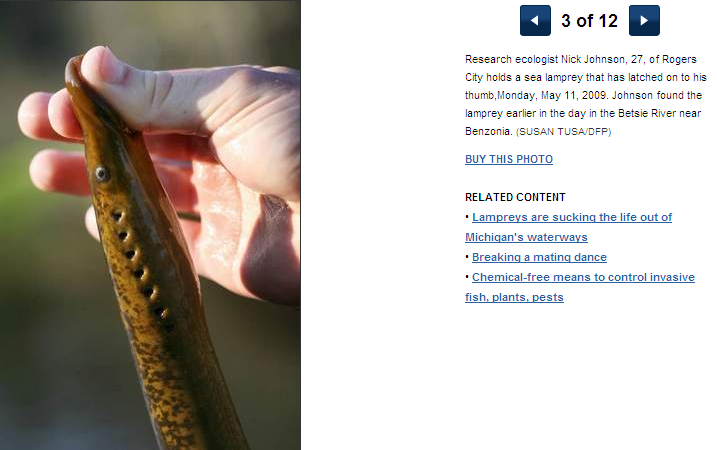 3 of 12
Research ecologist Nick Johnson, 27, of Rogers
City holds a sea lamprey that has latched on to his
thumb,Monday, May 11, 2009. Johnson found the
lamprey earlier in the day in the Betsie River near
Benzonia. (SUSAN TUSA/DFP)
BUY THIS PHOTO
RELATED CONTENT
• Lampreys are sucking the life out of
Michigan's waterways
• Breaking a mating dance
• Chemical-free means to control invasive
fish, plants, pests